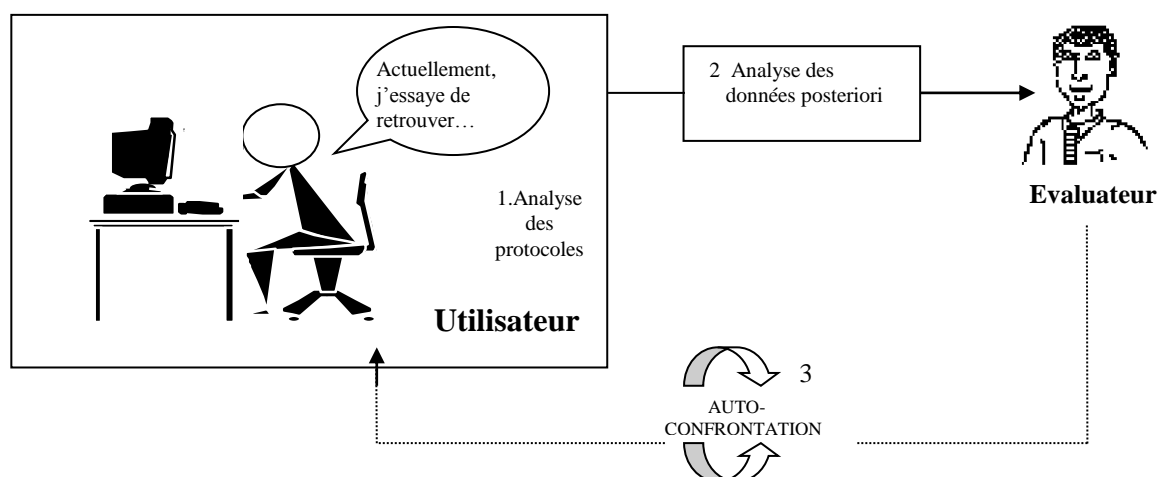 Actuellement,
j’essaye de
retrouver…
1.Analyse
des
protocoles
Utilisateur
2 Analyse des
données posteriori
Evaluateur
3
AUTO-
CONFRONTATION